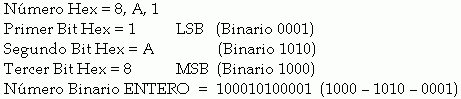 Número Hex = 8, A, 1
Primer Bit Hex = 1 LSB (Binario 0001)
Segundo Bit Hex = A (Binario 1010)
Tercer Bit Hex = 8 MSB (Binario 1000)
Número Binario ENTERO = 100010100001 (1000 – 1010 – 0001)